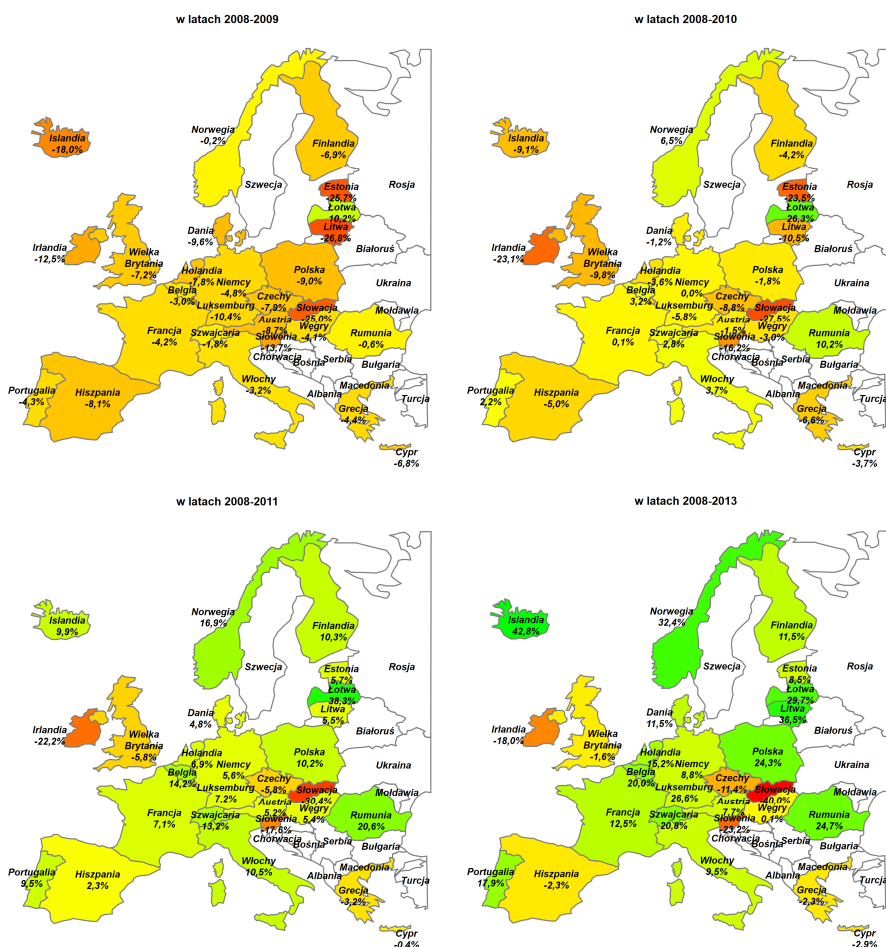 w latach 2008-2009
Norwegia
-0,2%
Islandia
-18,0%
Finlandia
-6,9%
Szwecja
Estonia
-25,7%
Rosja
Łotwa
10,2%
Litwa
-26,8%
Dania
-9,6%
Irlandia
-12,5%
Wielka
Brytania
-7,2%
Białoruś
Holandia
-7,8%
Niemcy
-4,8%
Polska
-9,0%
Belgia
-3,0%
Ukraina
Czechy
-7,9%
Luksemburg
-10,4%
Słowacja
-25,0%
Mołdawia
Austria
-8,7%
Węgry
-4,1%
Francja
-4,2%
Szwajcaria
-1,8%
Słowenia
-13,7%
Rumunia
-0,6%
Chorwacja
Bośnia
Serbia
Bułgaria
Włochy
-3,2%
Portugalia
-4,3%
Hiszpania
-8,1%
Macedonia
Albania
Turcja
Grecja
-4,4%
Cypr
-6,8%
w latach 2008-2010
Norwegia
6,5%
Islandia
-9,1%
Finlandia
-4,2%
Szwecja
Estonia
-23,5%
Rosja
Łotwa
26,3%
Litwa
-10,5%
Dania
-1,2%
Irlandia
-23,1%
Wielka
Brytania
-9,8%
Białoruś
Holandia
-3,6%
Niemcy
0,0%
Polska
-1,8%
Belgia
3,2%
Ukraina
Czechy
-8,8%
Luksemburg
-5,8%
Słowacja
-27,5%
Mołdawia
Austria
-1,5%
Węgry
-3,0%
Francja
0,1%
Szwajcaria
2,8%
Słowenia
-16,2%
Rumunia
10,2%
Chorwacja
Bośnia
Serbia
Bułgaria
Włochy
3,7%
Portugalia
2,2%
Hiszpania
-5,0%
Macedonia
Albania
Turcja
Grecja
-6,6%
Cypr
-3,7%
w latach 2008-2011
Norwegia
16,9%
Islandia
9,9%
Finlandia
10,3%
Szwecja
Estonia
5,7%
Rosja
Łotwa
38,3%
Litwa
5,5%
Dania
4,8%
Irlandia
-22,2%
Wielka
Brytania
-5,8%
Białoruś
Holandia
6,9%
Niemcy
5,6%
Polska
10,2%
Belgia
14,2%
Ukraina
Czechy
-5,8%
Luksemburg
7,2%
Słowacja
-30,4%
Mołdawia
Austria
5,2%
Węgry
5,4%
Francja
7,1%
Szwajcaria
13,2%
Słowenia
-17,6%
Rumunia
20,6%
Chorwacja
Bośnia
Serbia
Bułgaria
Włochy
10,5%
Portugalia
9,5%
Hiszpania
2,3%
Macedonia
Albania
Turcja
Grecja
-3,2%
Cypr
-0,4%
w latach 2008-2013
Norwegia
32,4%
Islandia
42,8%
Finlandia
11,5%
Szwecja
Estonia
8,5%
Rosja
Łotwa
29,7%
Litwa
36,5%
Dania
11,5%
Irlandia
-18,0%
Wielka
Brytania
-1,6%
Białoruś
Holandia
15,2%
Niemcy
8,8%
Polska
24,3%
Belgia
20,0%
Ukraina
Czechy
-11,4%
Luksemburg
26,6%
Słowacja
-40,0%
Mołdawia
Austria
7,7%
Węgry
0,1%
Francja
12,5%
Szwajcaria
20,8%
Słowenia
-23,2%
Rumunia
24,7%
Chorwacja
Bośnia
Serbia
Bułgaria
Włochy
9,5%
Portugalia
17,9%
Hiszpania
-2,3%
Macedonia
Albania
Turcja
Grecja
-2,3%
Cypr
-2,9%